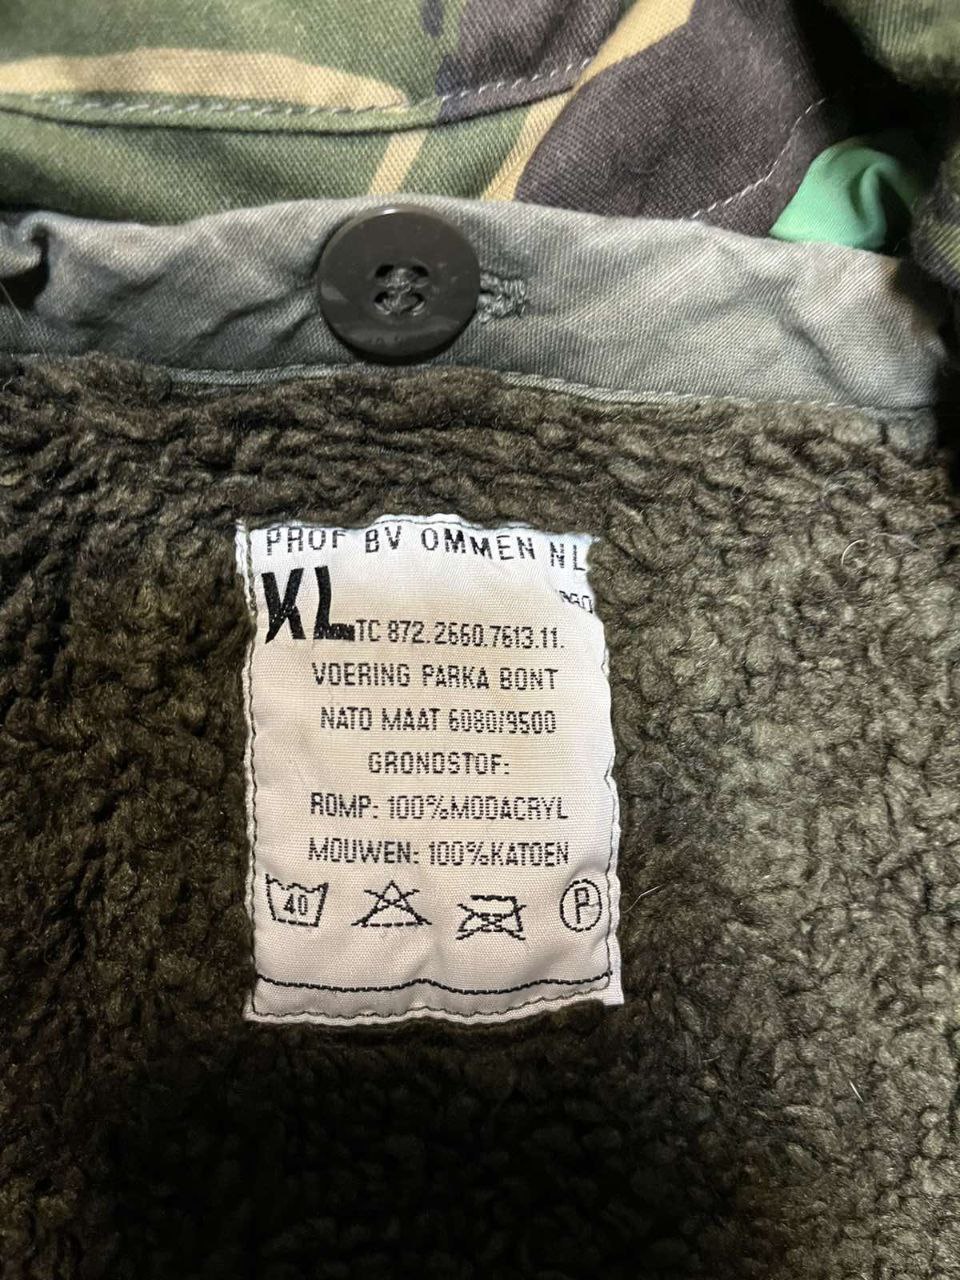 PROF BV OMMEN NL
XL
TC 872.2660.7613.11.
VOERING PARKA BONT
NATO MAAT 6080/9500
GRONDSTOF:
ROMP: 100%MODACRYL
MOUWEN: 100%KATOEN
40 P